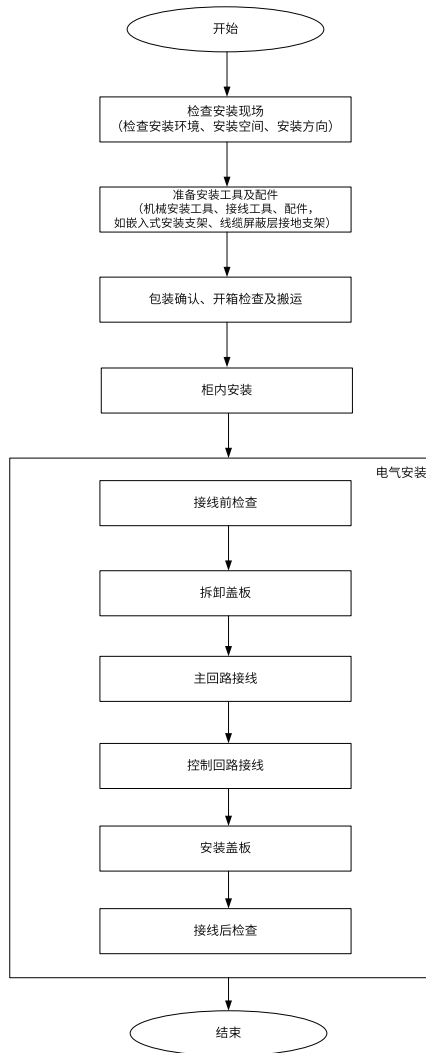 开始
检查安装现场
（检查安装环境、安装空间、安装方向）
准备安装工具及配件
（机械安装工具、接线工具、配件，
如嵌入式安装支架、线缆屏蔽层接地支架）
包装确认、开箱检查及搬运
柜内安装
电气安装
接线前检查
拆卸盖板
主回路接线
控制回路接线
安装盖板
接线后检查
结束